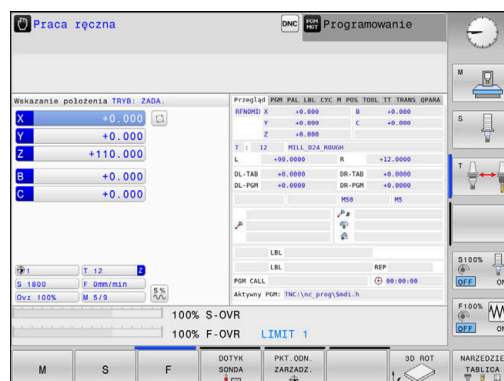 Praca ręczna
DNC
PGM MGT
Programowanie
Wskazanie położenia TRYB: ZADA.
X +0.000
Y +0.000
Z +110.000
B +0.000
C +0.000
1
T 12 Z
S 1800 F 0mm/min
Ovr 100% M 5/9
S %
Przegląd PGM PAL LBL CYC M POS TOOL TT TRANS QPARA
RFNOMI X +0.000 B +0.000
Y +0.000 C +0.000
Z +0.000
T : 12 MILL_D24_ROUGH
L +90.0000 R +12.0000
DL-TAB +0.0000 DR-TAB +0.0000
DL-PGM +0.0000 DR-PGM +0.0000
M50 M5
P#
LBL
LBL REP
PGM CALL 00:00:00
Aktywny PGM: TNC:\nc_prog\$mdi.h
100% S-OVR
100% F-OVR LIMIT 1
M
S
T
S100%
OFF ON
F100%
OFF ON
M
S
F
DOTYK SONDA
PKT.ODN. ZARZADZ.
3D ROT
NARZEDZIE TABLICA